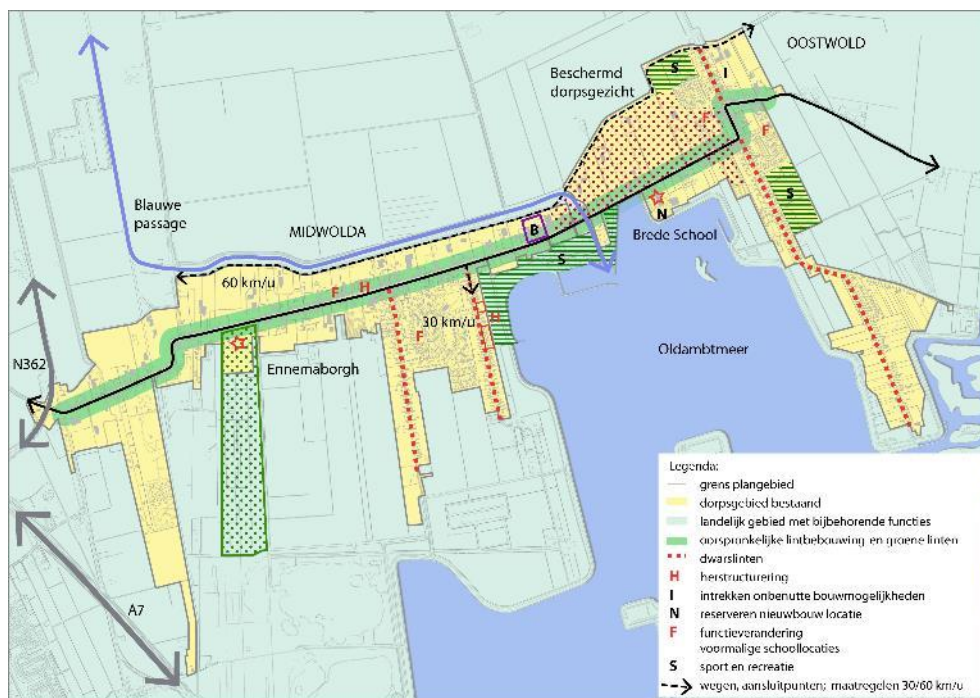 OOSTWOLD
S
I
Beschermd
dorpsgezicht
F
F
Blauwe
passage
S
N
MIDWOLDA
B
Brede School
S
60 km/u
F
H
30 km/u
H
N362
F
Oldambtmeer
Ennemaborgh
A7
Legenda:
grens plangebied
dorpsgebied bestaand
landelijk gebied met bijbehorende functies
oorspronkelijke lintbebouwing en groene linten
dwarslinten
H herstructurering
I intrekken onbenutte bouwmogelijkheden
N reserveren nieuwbouw locatie
F functieverandering
voormalige schoollocaties
S sport en recreatie
wegen, aansluitpunten; maatregelen 30/60 km/u